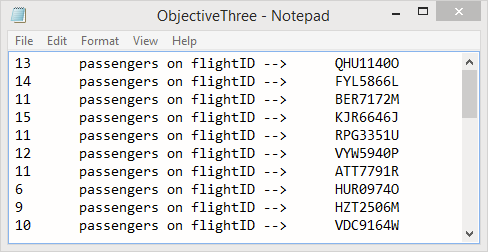 ObjectiveThree - Notepad
File Edit Format View Help
13 passengers on flightID --> QHU1140O
14 passengers on flightID --> FYL5866L
11 passengers on flightID --> BER7172M
15 passengers on flightID --> KJR6646J
11 passengers on flightID --> RPG3351U
12 passengers on flightID --> VYW5940P
11 passengers on flightID --> ATT7791R
6 passengers on flightID --> HUR0974O
9 passengers on flightID --> HZT2506M
10 passengers on flightID --> VDC9164W